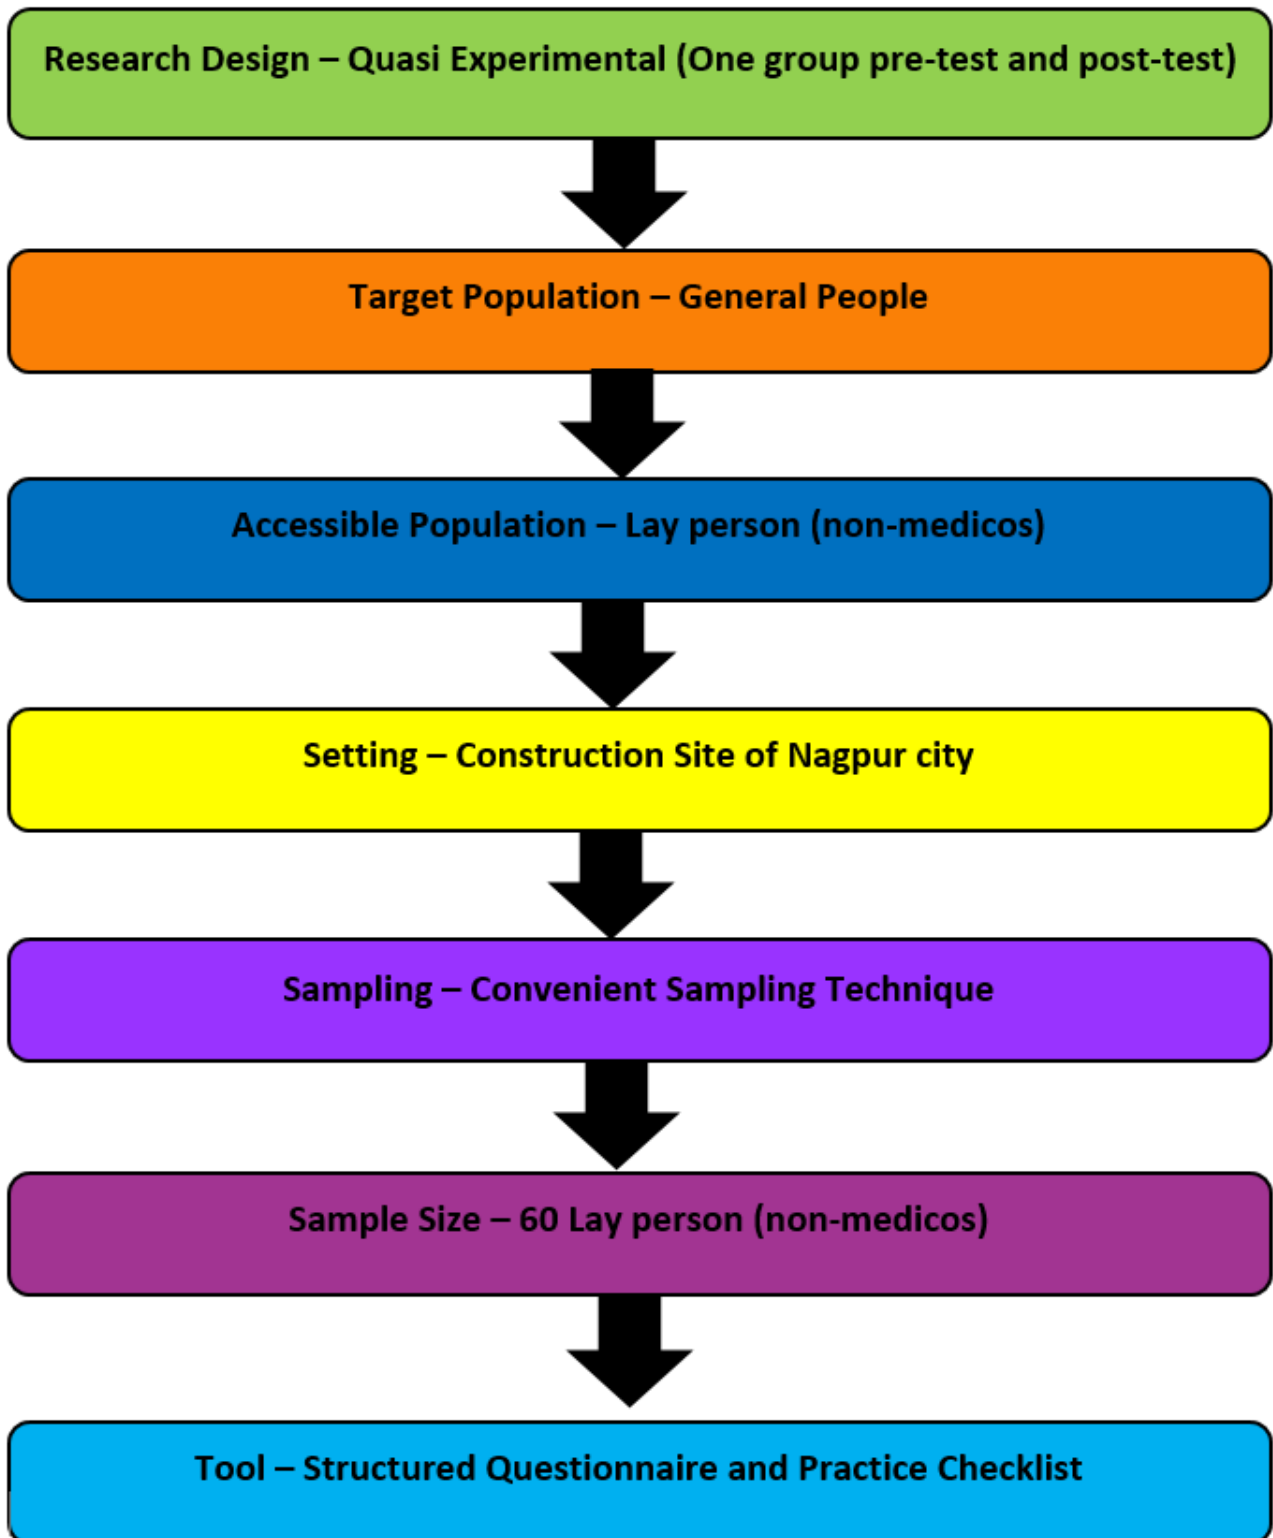 Research Design – Quasi Experimental (One group pre-test and post-test)
Target Population – General People
Accessible Population – Lay person (non-medicos)
Setting – Construction Site of Nagpur city
Sampling – Convenient Sampling Technique
Sample Size – 60 Lay person (non-medicos)
Tool – Structured Questionnaire and Practice Checklist